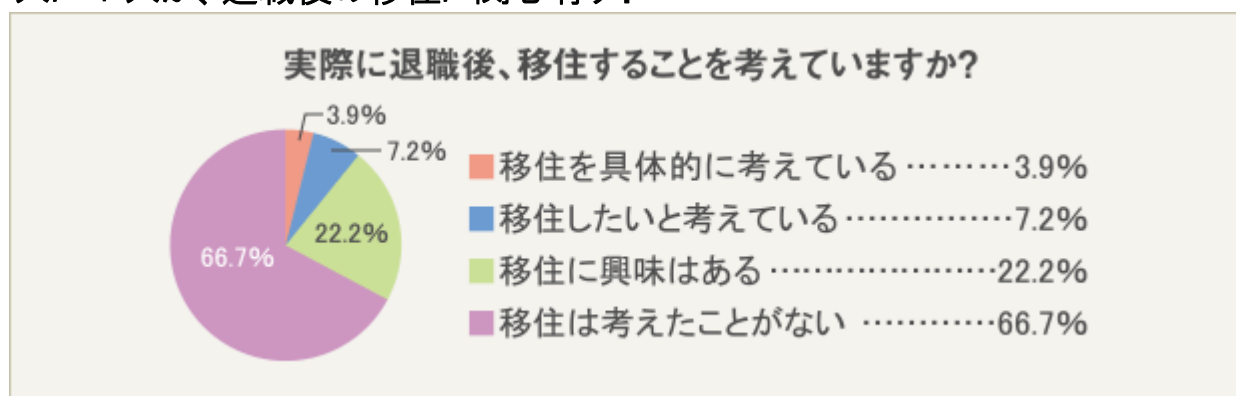 実際に退職後、移住することを考えていますか?
3.9%
7.2%
22.2%
66.7%
移住を具体的に考えている ………3.9%
移住したいと考えている……………7.2%
移住に興味はある…………………22.2%
移住は考えたことがない …………66.7%